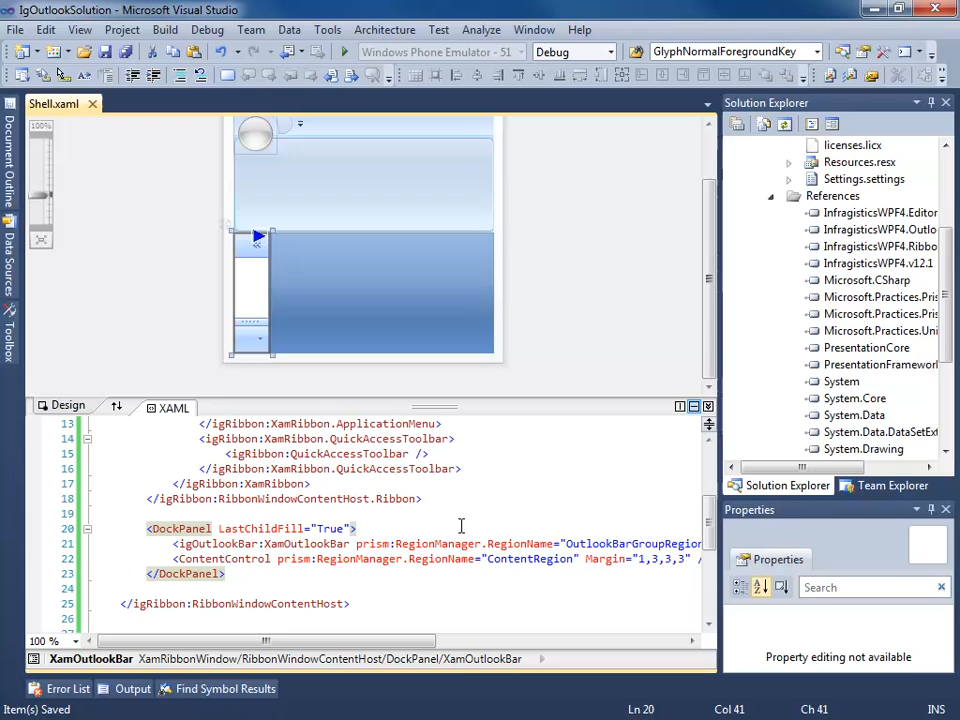 IgOutlookSolution - Microsoft Visual Studio
File Edit View Project Build Debug Team Data Tools Architecture Test Analyze Window Help
Windows Phone Emulator - 51 Debug GlyphNormalForegroundKey
Shell.xaml
Solution Explorer
100%
Document Outline
Data Sources
Toolbox
licenses.licx
Resources.resx
Settings.settings
References
InfragisticsWPF4.Editor
InfragisticsWPF4.Outlo
InfragisticsWPF4.Ribbo
InfragisticsWPF4.v12.1
Microsoft.CSharp
Microsoft.Practices.Pris
Microsoft.Practices.Pris
Microsoft.Practices.Uni
PresentationCore
PresentationFramework
System
System.Core
System.Data
System.Data.DataSetExt
System.Drawing
Solution Explorer Team Explorer
Design XAML
13 </igRibbon:XamRibbon.ApplicationMenu>
14 <igRibbon:XamRibbon.QuickAccessToolbar>
15 <igRibbon:QuickAccessToolbar />
16 </igRibbon:XamRibbon.QuickAccessToolbar>
17 </igRibbon:XamRibbon>
18 </igRibbon:RibbonWindowContentHost.Ribbon>
19
20 <DockPanel LastChildFill="True">
21 <igOutlookBar:XamOutlookBar prism:RegionManager.RegionName="OutlookBarGroupRegion
22 <ContentControl prism:RegionManager.RegionName="ContentRegion" Margin="1,3,3,3" /
23 </DockPanel>
24
25 </igRibbon:RibbonWindowContentHost>
26
27
100 %
XamOutlookBar XamRibbonWindow/RibbonWindowContentHost/DockPanel/XamOutlookBar
Properties
Properties
Search
Property editing not available
Error List Output Find Symbol Results
Item(s) Saved Ln 20 Col 41 Ch 41 INS